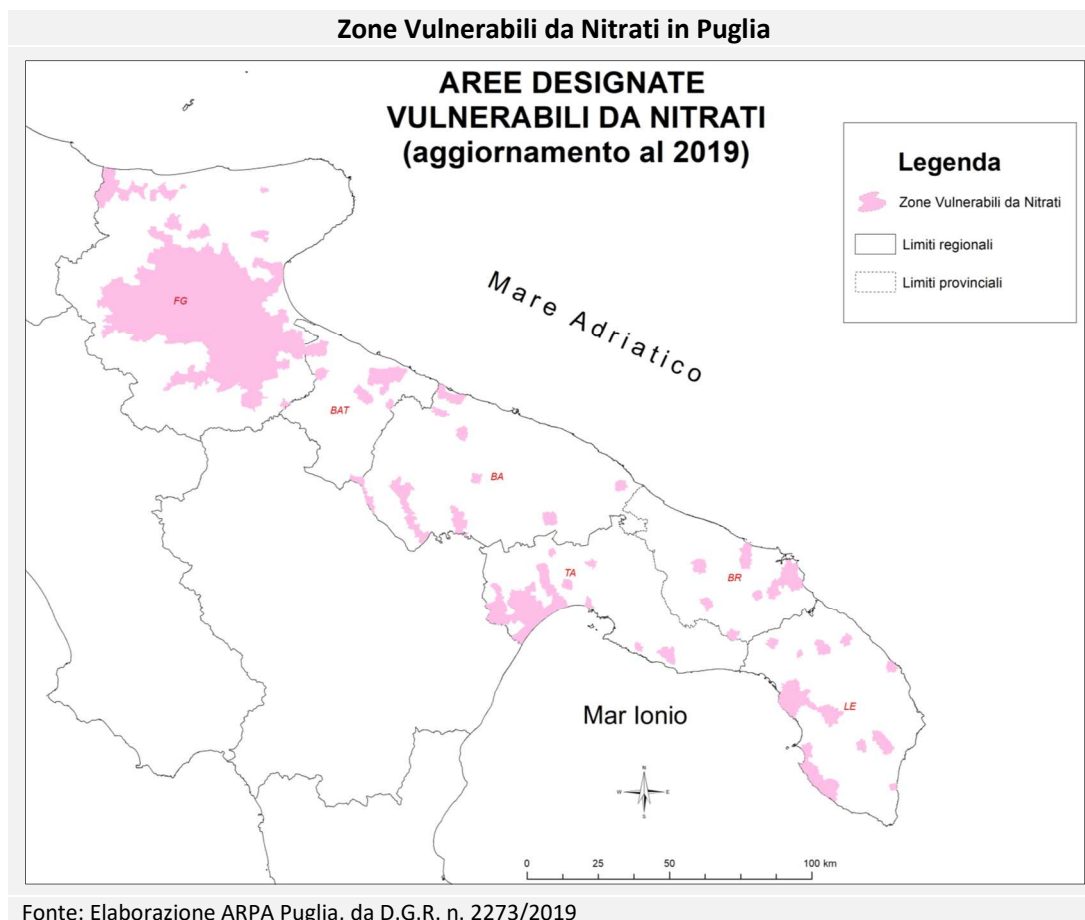 Zone Vulnerabili da Nitrati in Puglia
AREE DESIGNATE
VULNERABILI DA NITRATI
(aggiornamento al 2019)
Legenda
Zone Vulnerabili da Nitrati
Limiti regionali
Limiti provinciali
Mare Adriatico
FG
BAT
BA
TA
BR
LE
Mar Ionio
N
W E
S
0 25 50 100 km
Fonte: Elaborazione ARPA Puglia, da D.G.R. n. 2273/2019